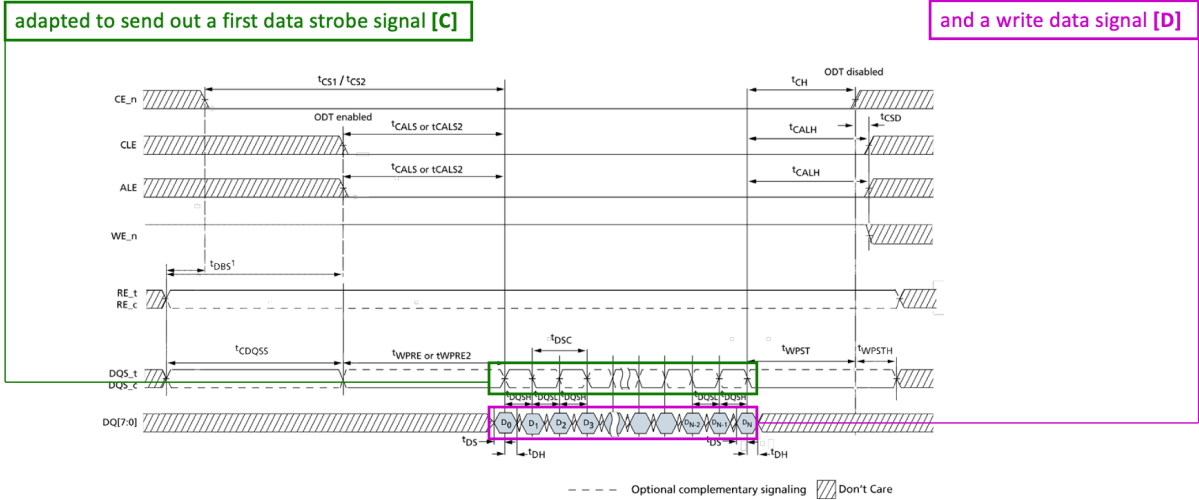 adapted to send out a first data strobe signal [C]
and a write data signal [D]
ODT disabled
tCS1 / tCS2
tCH
CE_n
ODT enabled
tCSD
tCALS or tCALS2
tCALH
CLE
tCALS or tCALS2
tCALH
ALE
WE_n
tDBS1
RE_t
RE_c
tDSC
tCDQSS
tWPRE or tWPRE2
tWPST
tWPSTH
DQS_t
DQS_c
tDQSH tDQSL tDQSH tDQSL tDQSH
DQ[7:0]
D0 D1 D2 D3 DN-2 DN-1 DN
tDS tDS
tDH tDH
Optional complementary signaling Don't Care